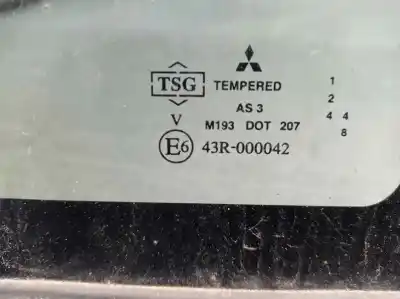 TSG TEMPERED
AS 3
V M193 DOT 207
E6 43R-000042
1
2
4 4
8